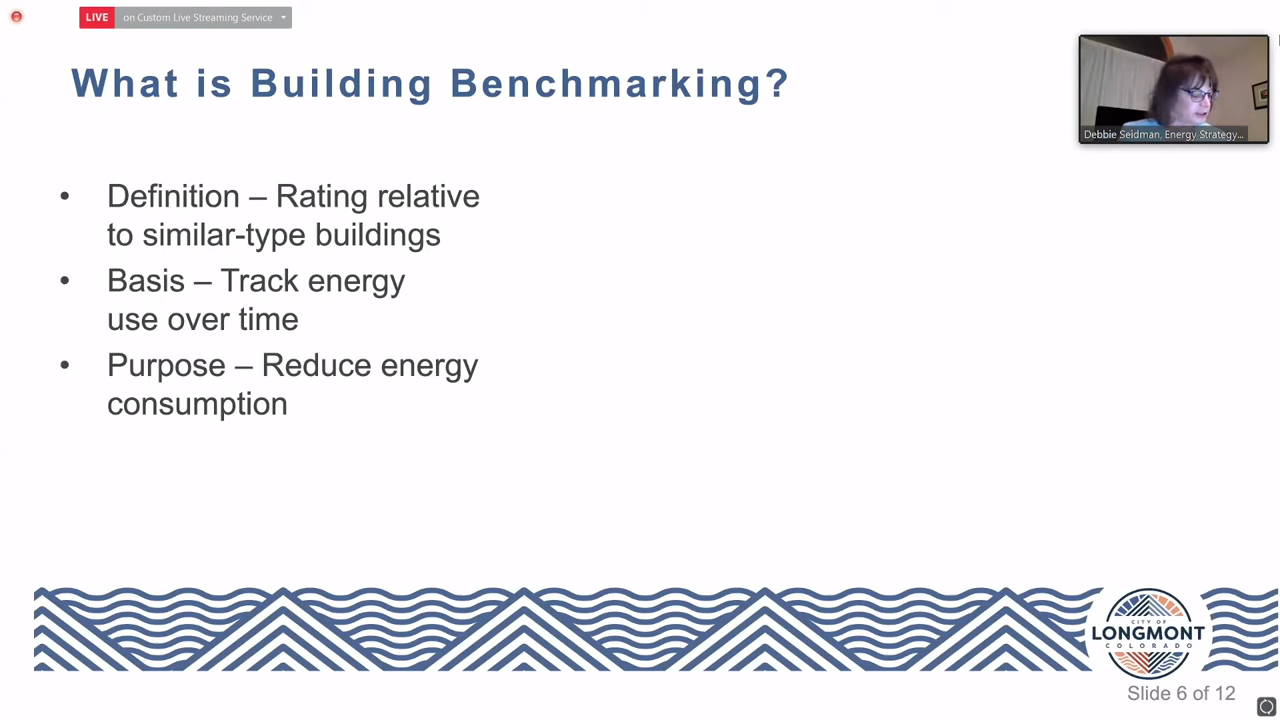 LIVE on Custom Live Streaming Service
What is Building Benchmarking?
Debbie Seidman, Energy Strategy...
• Definition – Rating relative
to similar-type buildings
• Basis – Track energy
use over time
• Purpose – Reduce energy
consumption
CITY OF
LONGMONT
COLORADO
Slide 6 of 12